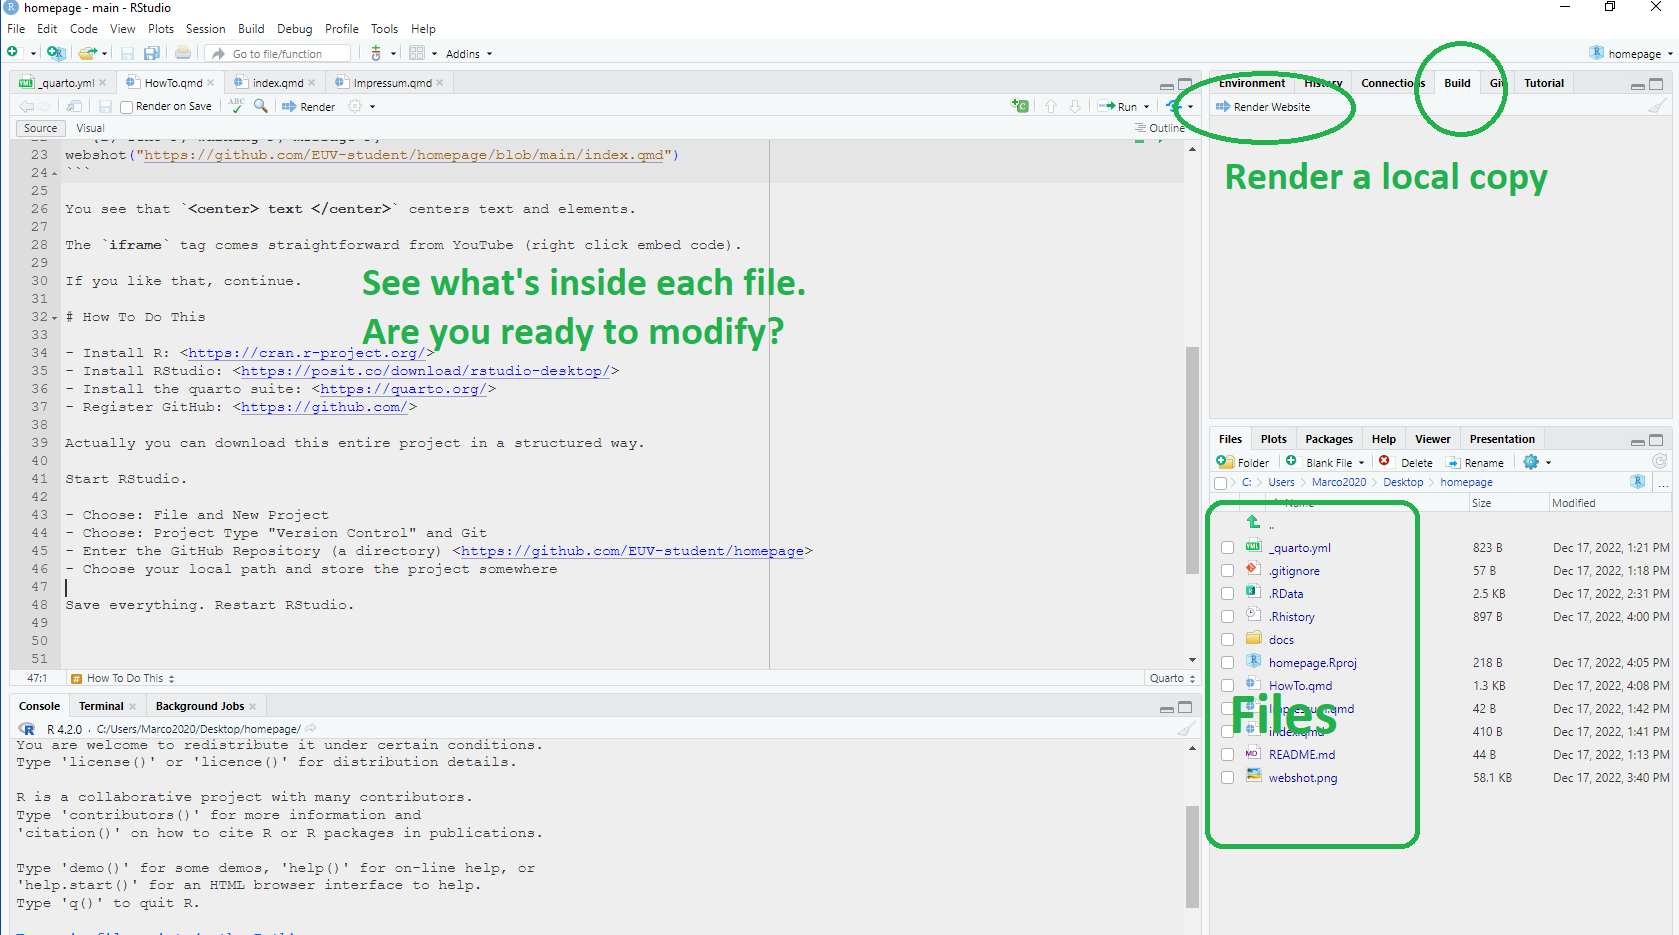 homepage - main - RStudio
File Edit Code View Plots Session Build Debug Profile Tools Help
Go to file/function Addins homepage
_quarto.yml HowTo.qmd index.qmd Impressum.qmd
Render on Save ABC Render Run
Source Visual Outline
23 webshot("https://github.com/EUV-student/homepage/blob/main/index.qmd")
24 ```
25
26 You see that `<center> text </center>` centers text and elements.
27
28 The `iframe` tag comes straightforward from YouTube (right click embed code).
29
30 If you like that, continue.
31
32 # How To Do This
33
34 - Install R: <https://cran.r-project.org/>
35 - Install RStudio: <https://posit.co/download/rstudio-desktop/>
36 - Install the quarto suite: <https://quarto.org/>
37 - Register GitHub: <https://github.com/>
38
39 Actually you can download this entire project in a structured way.
40
41 Start RStudio.
42
43 - Choose: File and New Project
44 - Choose: Project Type "Version Control" and Git
45 - Enter the GitHub Repository (a directory) <https://github.com/EUV-student/homepage>
46 - Choose your local path and store the project somewhere
47
48 Save everything. Restart RStudio.
49
50
51
See what's inside each file.
Are you ready to modify?
47:1 How To Do This Quarto
Console Terminal Background Jobs
R 4.2.0 · C:/Users/Marco2020/Desktop/homepage/
You are welcome to redistribute it under certain conditions.
Type 'license()' or 'licence()' for distribution details.
R is a collaborative project with many contributors.
Type 'contributors()' for more information and
'citation()' on how to cite R or R packages in publications.
Type 'demo()' for some demos, 'help()' for on-line help, or
'help.start()' for an HTML browser interface to help.
Type 'q()' to quit R.
Environment History Connections Build Git Tutorial
Render Website
Render a local copy
Files Plots Packages Help Viewer Presentation
Folder Blank File Delete Rename
C: Users Marco2020 Desktop homepage ...
Name Size Modified
..
_quarto.yml 823 B Dec 17, 2022, 1:21 PM
.gitignore 57 B Dec 17, 2022, 1:18 PM
.RData 2.5 KB Dec 17, 2022, 2:31 PM
.Rhistory 897 B Dec 17, 2022, 4:00 PM
docs
homepage.Rproj 218 B Dec 17, 2022, 4:05 PM
HowTo.qmd 1.3 KB Dec 17, 2022, 4:08 PM
Impressum.qmd 42 B Dec 17, 2022, 1:42 PM
index.qmd 410 B Dec 17, 2022, 1:41 PM
README.md 44 B Dec 17, 2022, 1:13 PM
webshot.png 58.1 KB Dec 17, 2022, 3:40 PM
Files